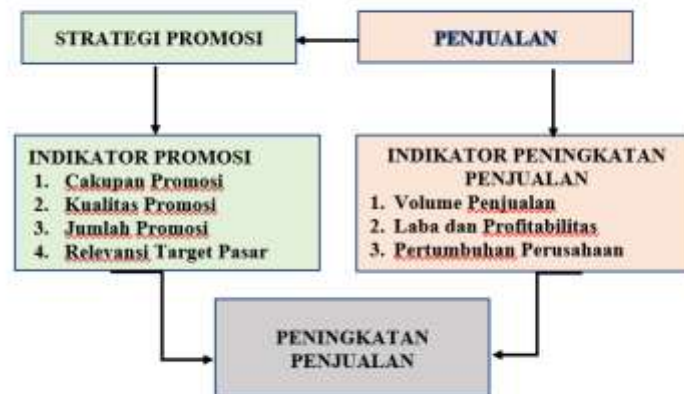 STRATEGI PROMOSI
PENJUALAN
INDIKATOR PROMOSI
1. Cakupan Promosi
2. Kualitas Promosi
3. Jumlah Promosi
4. Relevansi Target Pasar
INDIKATOR PENINGKATAN
PENJUALAN
1. Volume Penjualan
2. Laba dan Profitabilitas
3. Pertumbuhan Perusahaan
PENINGKATAN
PENJUALAN